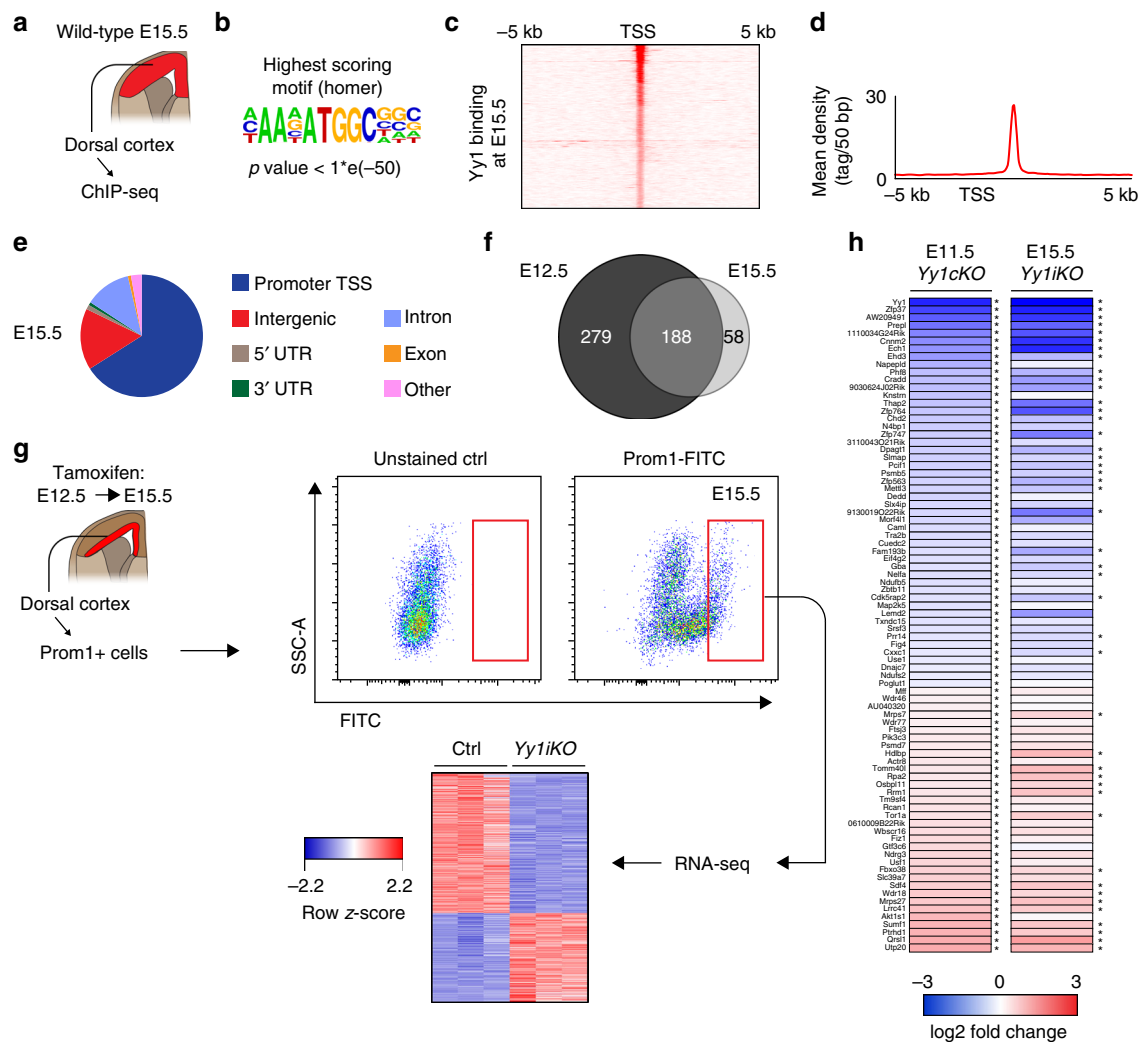 a
Wild-type E15.5
Dorsal cortex
ChIP-seq
b
Highest scoring
motif (homer)
p value < 1*e(−50)
c
−5 kb TSS 5 kb
Yy1 binding
at E15.5
d
Mean density
(tag/50 bp)
30
0
−5 kb TSS 5 kb
e
E15.5
Promoter TSS
Intergenic
5′ UTR
3′ UTR
Intron
Exon
Other
f
E12.5
E15.5
279
188
58
g
Tamoxifen:
E12.5 E15.5
Dorsal cortex
Prom1+ cells
Unstained ctrl
Prom1-FITC
E15.5
SSC-A
FITC
Ctrl Yy1iKO
RNA-seq
−2.2 2.2
Row z-score
h
E11.5 E15.5
Yy1cKO Yy1iKO
Yy1
Zfp37
AW209491
Prepl
1110034G24Rik
Cnnm2
Ech1
Ehd3
Napepld
Phf8
Cradd
9030624J02Rik
Knstrn
Thap2
Zfp764
Chd2
N4bp1
Zfp747
3110043O21Rik
Dpagt1
Slmap
Pcif1
Psmb5
Zfp563
Mettl3
Dedd
Slx4ip
9130019O22Rik
Morf4l1
Caml
Tra2b
Cuedc2
Fam193b
Eif4g2
Gba
Nelfa
Ndufb5
Zbtb11
Cdk5rap2
Map2k5
Lemd2
Txndc15
Srsf3
Prr14
Fig4
Cxxc1
Use1
Dnajc7
Ndufs2
Poglut1
Mff
Wdr46
AU040320
Mrps7
Wdr77
Ftsj3
Pik3c3
Psmd7
Hdlbp
Actr8
Tomm40l
Rpa2
Osbpl11
Rrm1
Tm9sf4
Rcan1
Tor1a
0610009B22Rik
Wbscr16
Fiz1
Gtf3c6
Ndrg3
Usf1
Fbxo38
Slc39a7
Sdf4
Wdr18
Mrps27
Lrrc41
Akt1s1
Sumf1
Ptrhd1
Qrsl1
Utp20
−3 0 3
log2 fold change